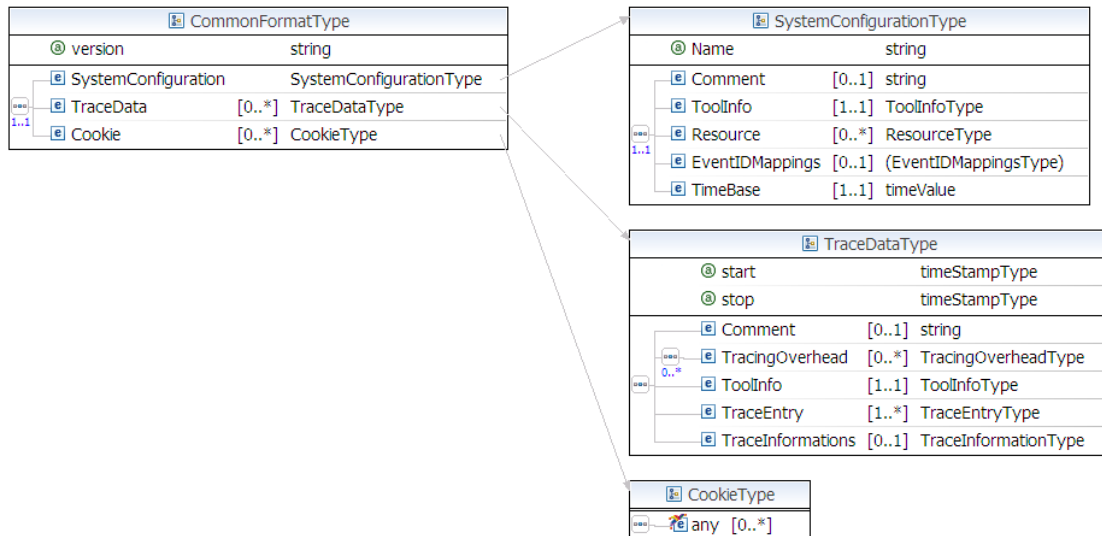 CommonFormatType
version string
SystemConfiguration SystemConfigurationType
TraceData [0..*] TraceDataType
1..1
Cookie [0..*] CookieType
SystemConfigurationType
Name string
Comment [0..1] string
ToolInfo [1..1] ToolInfoType
Resource [0..*] ResourceType
1..1
EventIDMappings [0..1] (EventIDMappingsType)
TimeBase [1..1] timeValue
TraceDataType
start timeStampType
stop timeStampType
Comment [0..1] string
TracingOverhead [0..*] TracingOverheadType
0..*
ToolInfo [1..1] ToolInfoType
TraceEntry [1..*] TraceEntryType
TraceInformations [0..1] TraceInformationType
CookieType
any [0..*]